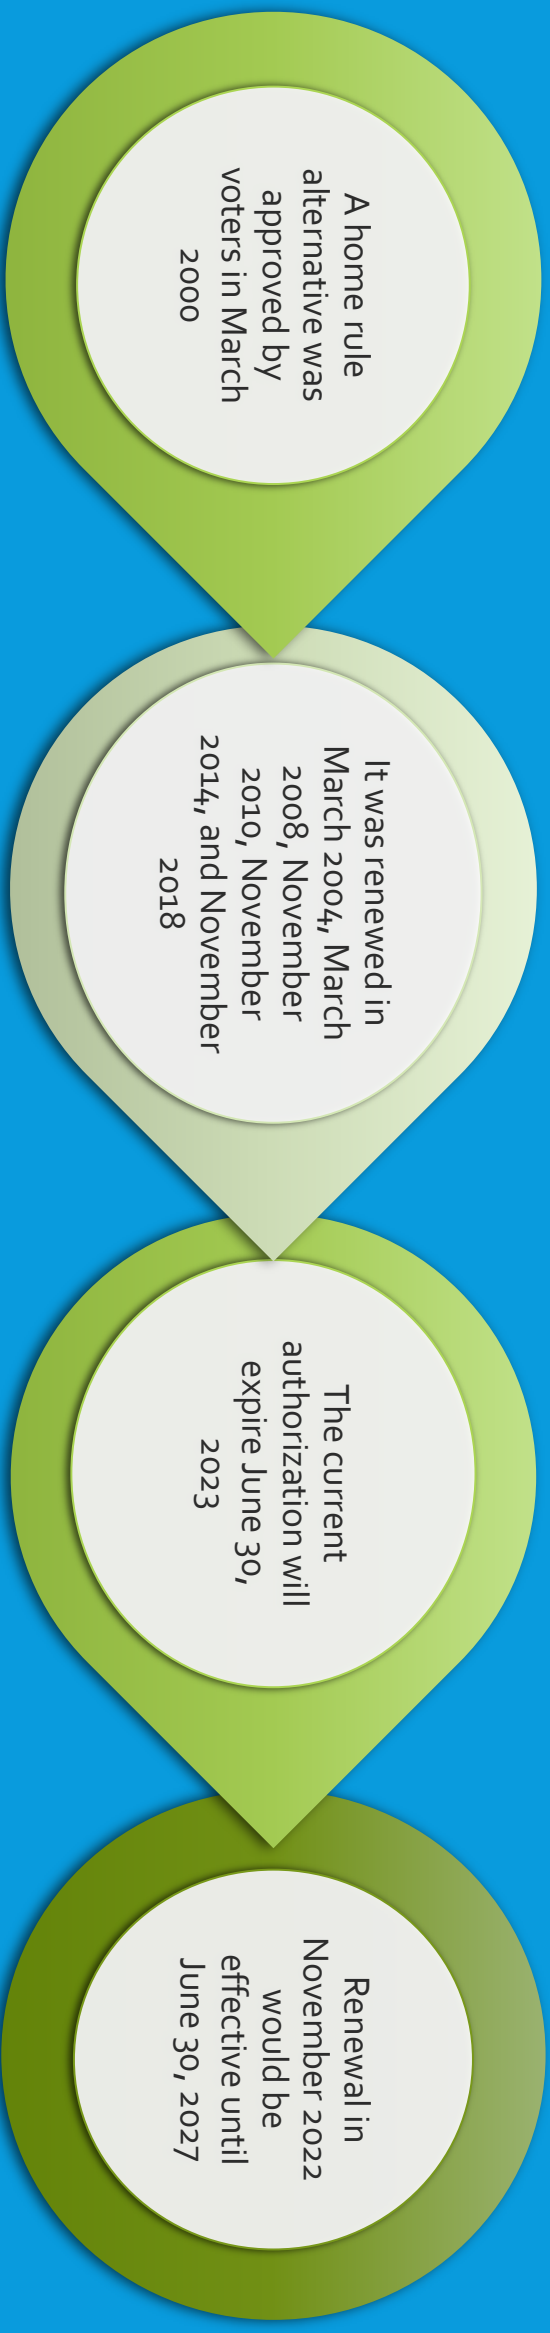 A home rule
alternative was
approved by
voters in March
2000
It was renewed in
March 2004, March
2008, November
2010, November
2014, and November
2018
The current
authorization will
expire June 30,
2023
Renewal in
November 2022
would be
effective until
June 30, 2027